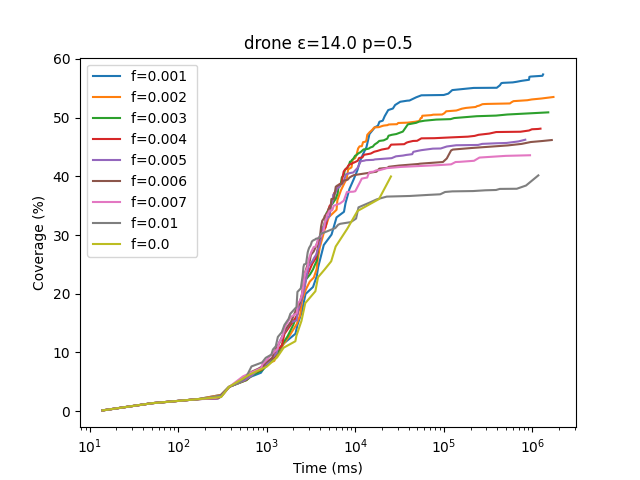 drone ε=14.0 p=0.5
60
50
40
30
20
10
0
Coverage (%)
f=0.001
f=0.002
f=0.003
f=0.004
f=0.005
f=0.006
f=0.007
f=0.01
f=0.0
10¹
10²
10³
10⁴
10⁵
10⁶
Time (ms)